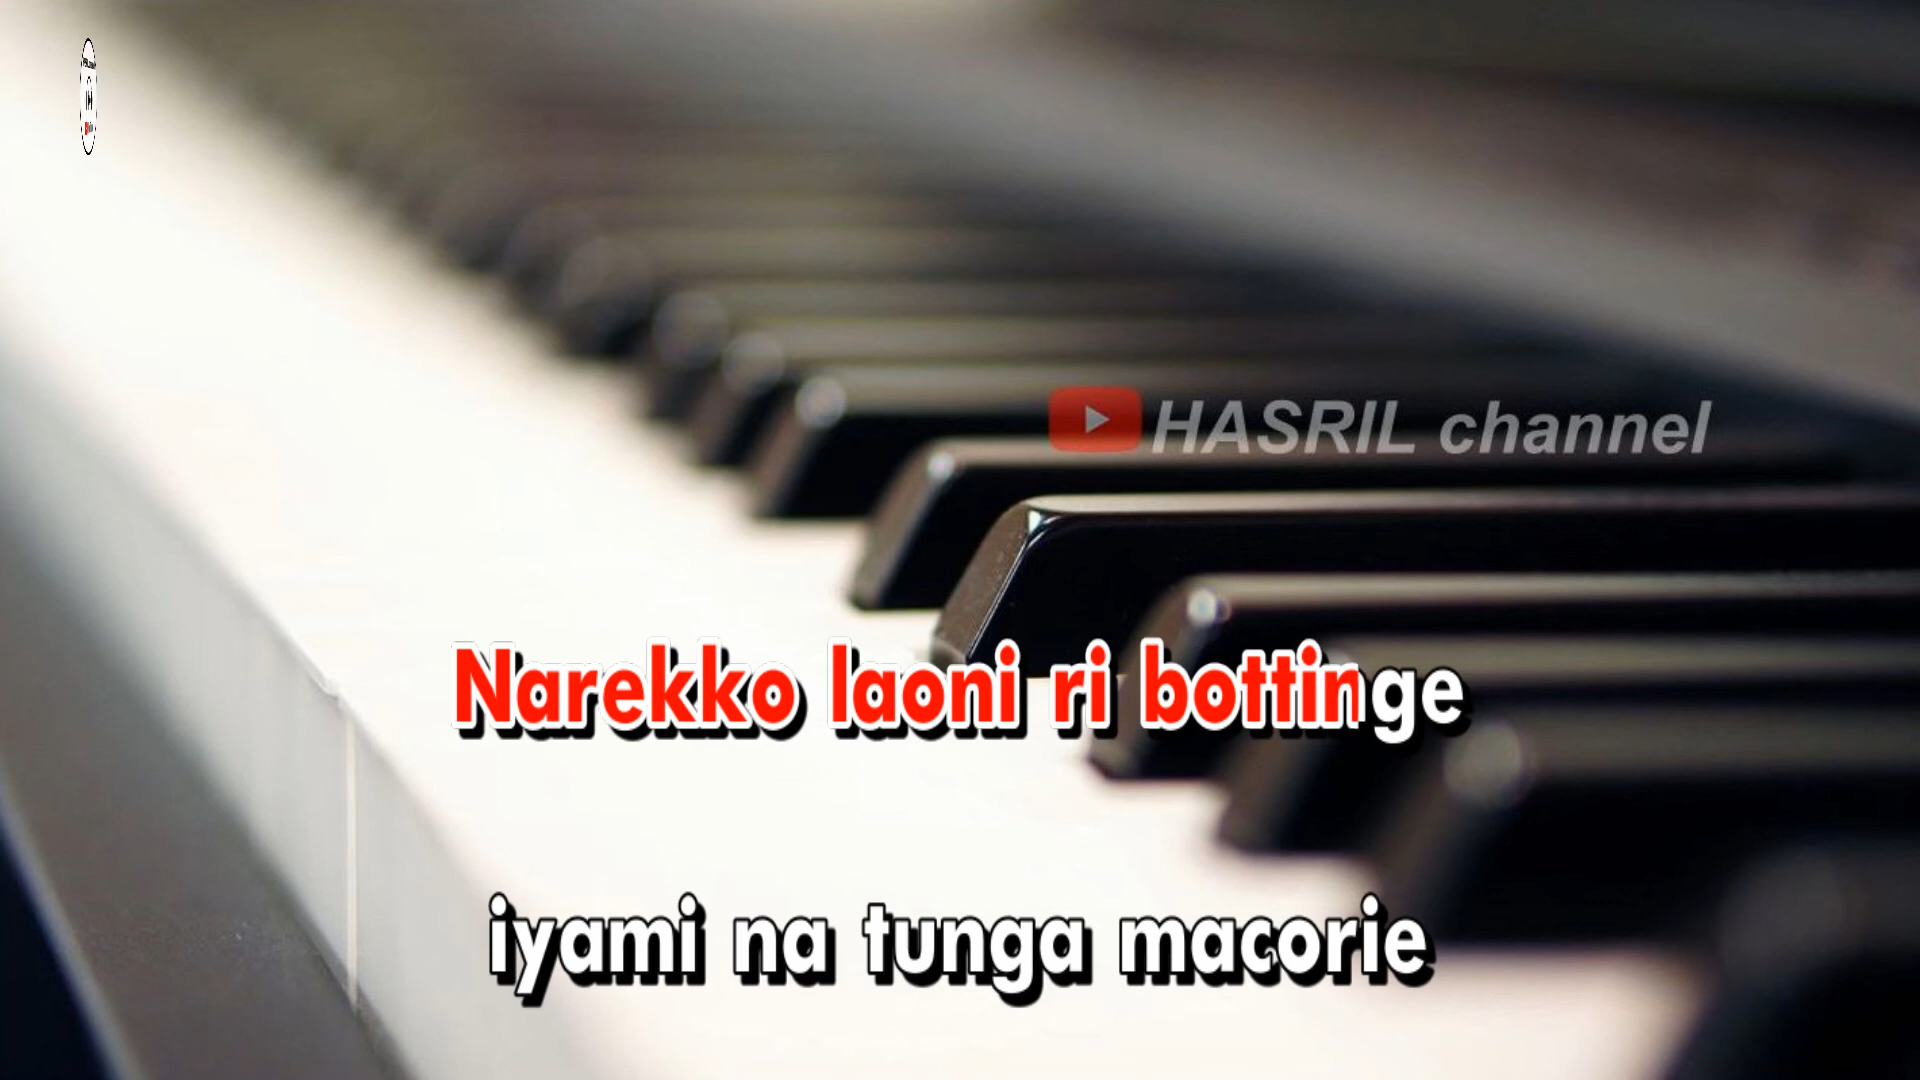 HASRIL channel
Narekko laoni ri bottinge
iyami na tunga macorie